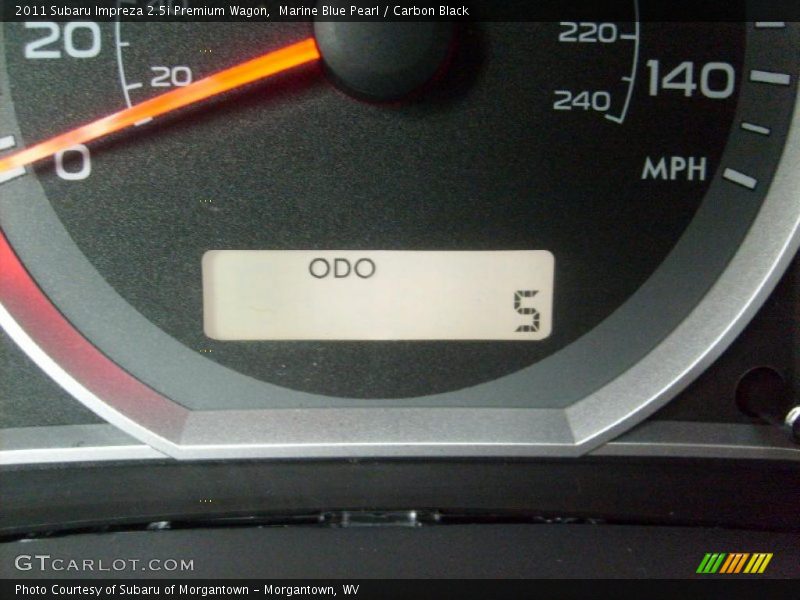 2011 Subaru Impreza 2.5i Premium Wagon,  Marine Blue Pearl / Carbon Black
20
20
0
220
240
140
MPH
ODO
5
GTCARLOT.COM
Photo Courtesy of Subaru of Morgantown - Morgantown, WV